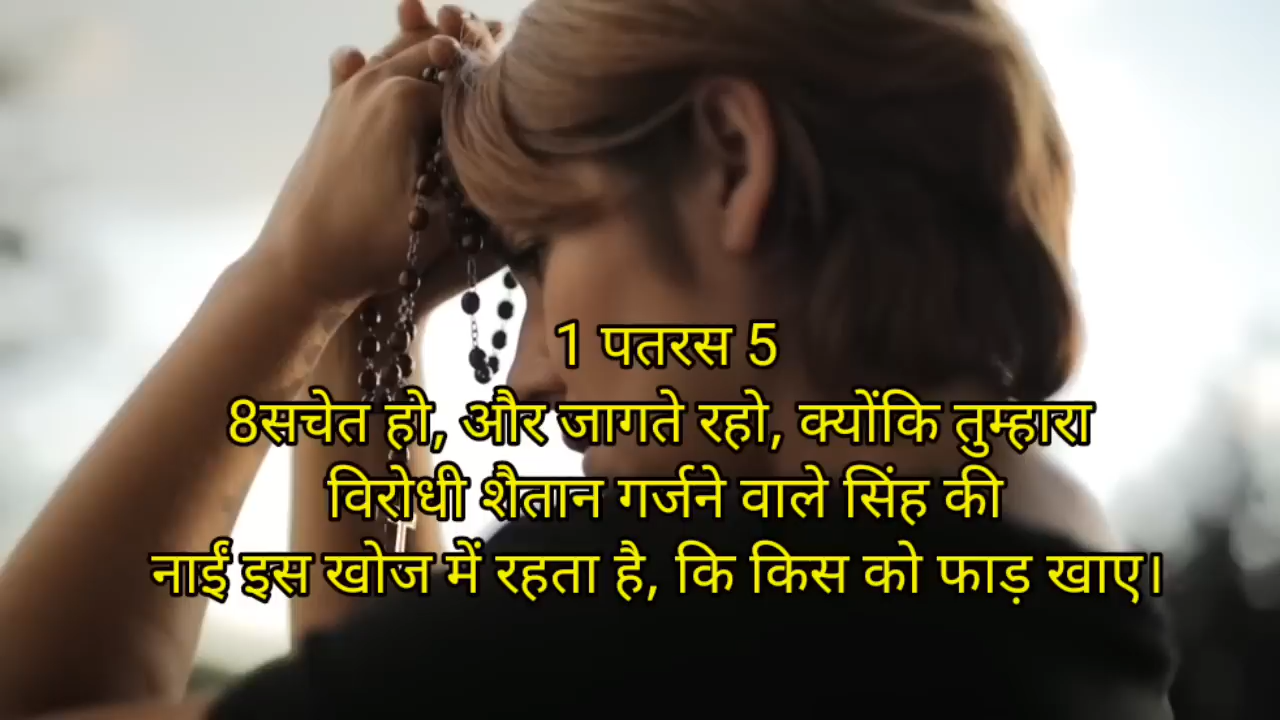 1 पतरस 5
8सचेत हो, और जागते रहो, क्योंकि तुम्हारा
विरोधी शैतान गर्जने वाले सिंह की
नाईं इस खोज में रहता है, कि किस को फाड़ खाए।